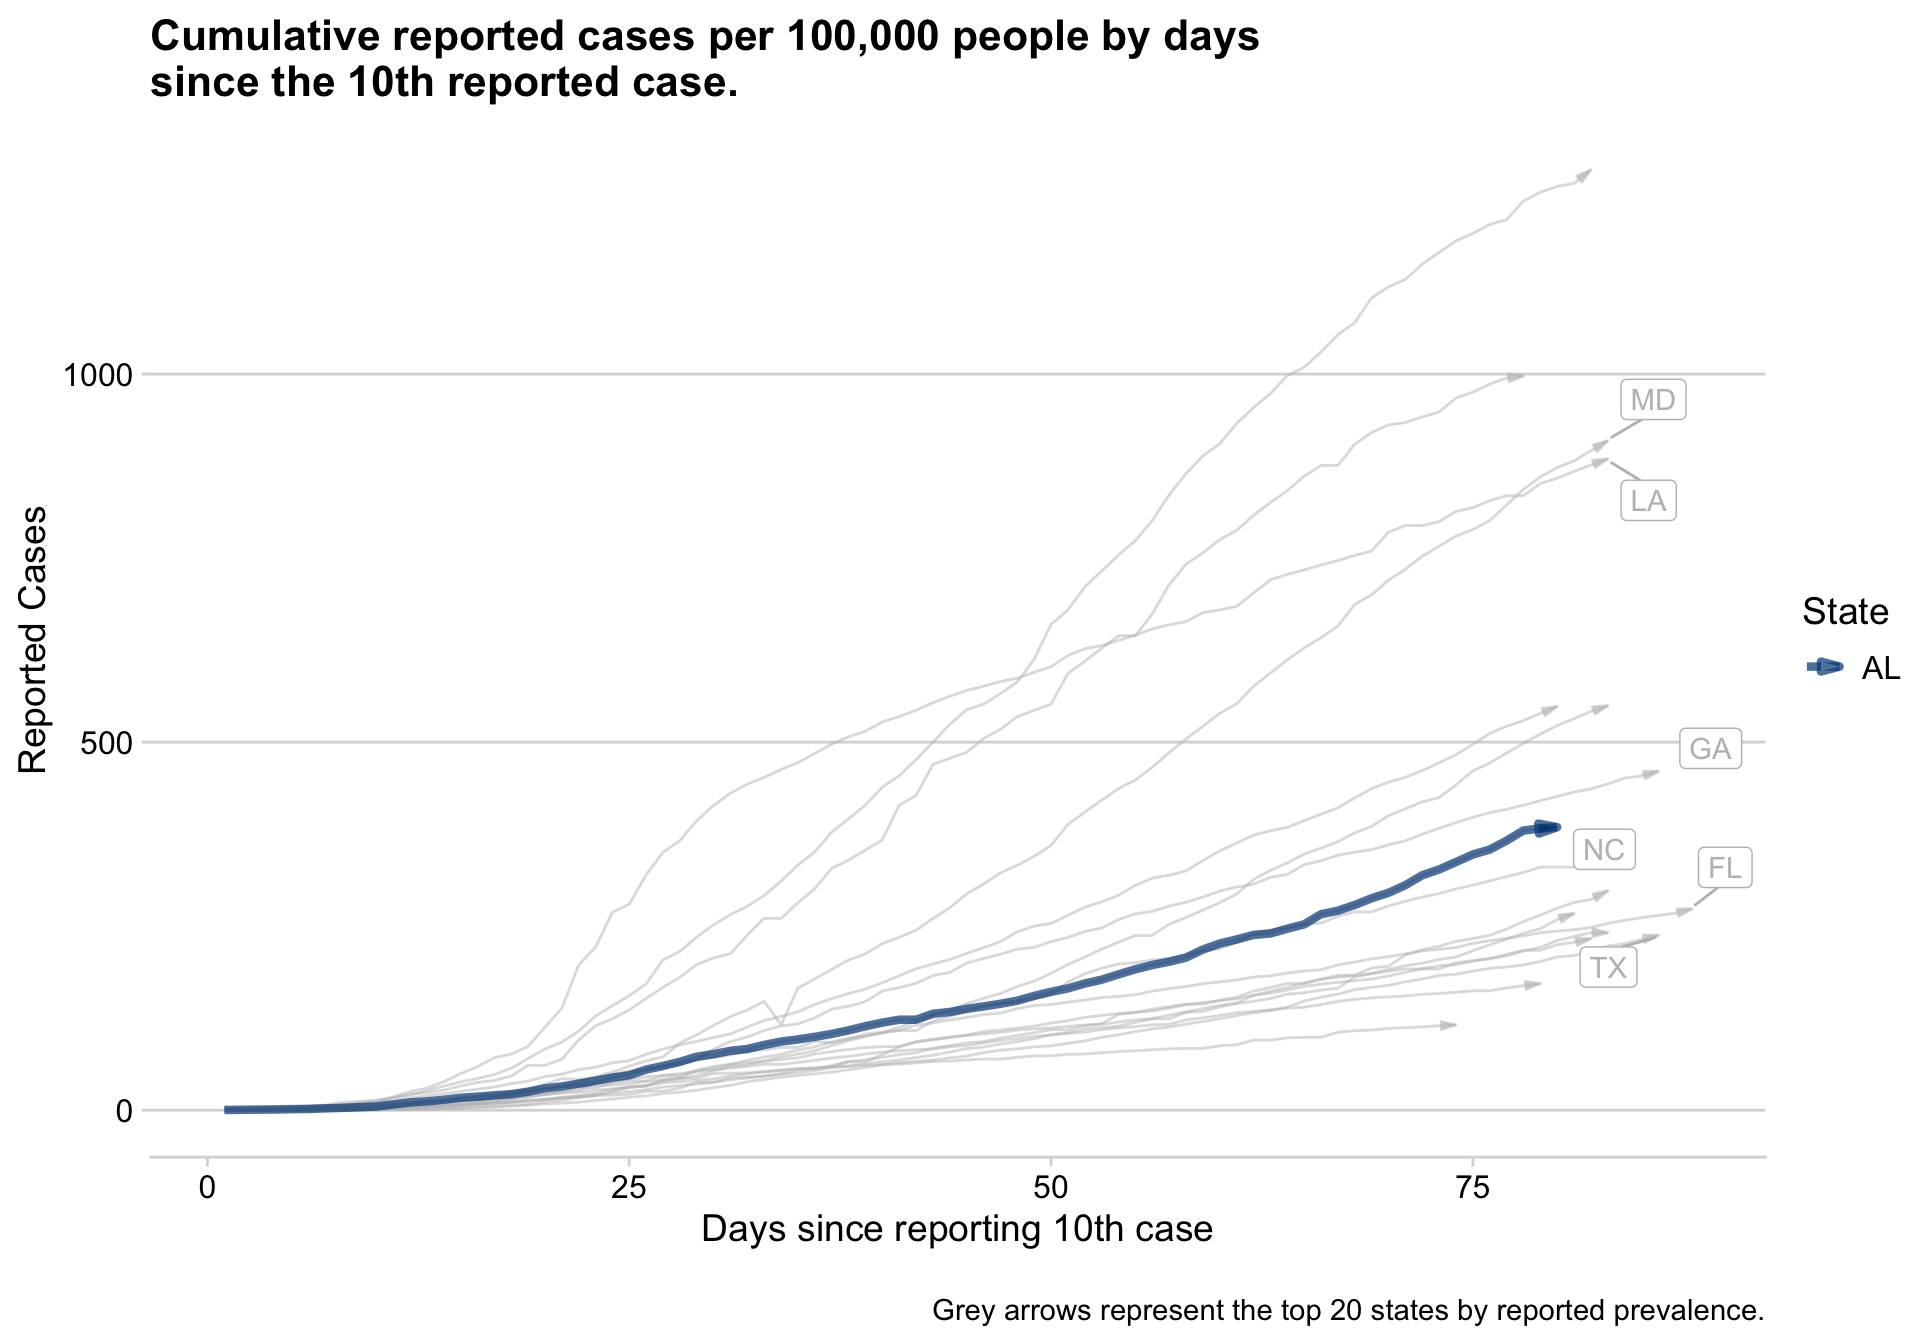 Cumulative reported cases per 100,000 people by days
since the 10th reported case.
Reported Cases
1000
500
0
MD
LA
GA
NC
FL
TX
State
AL
0
25
50
75
Days since reporting 10th case
Grey arrows represent the top 20 states by reported prevalence.